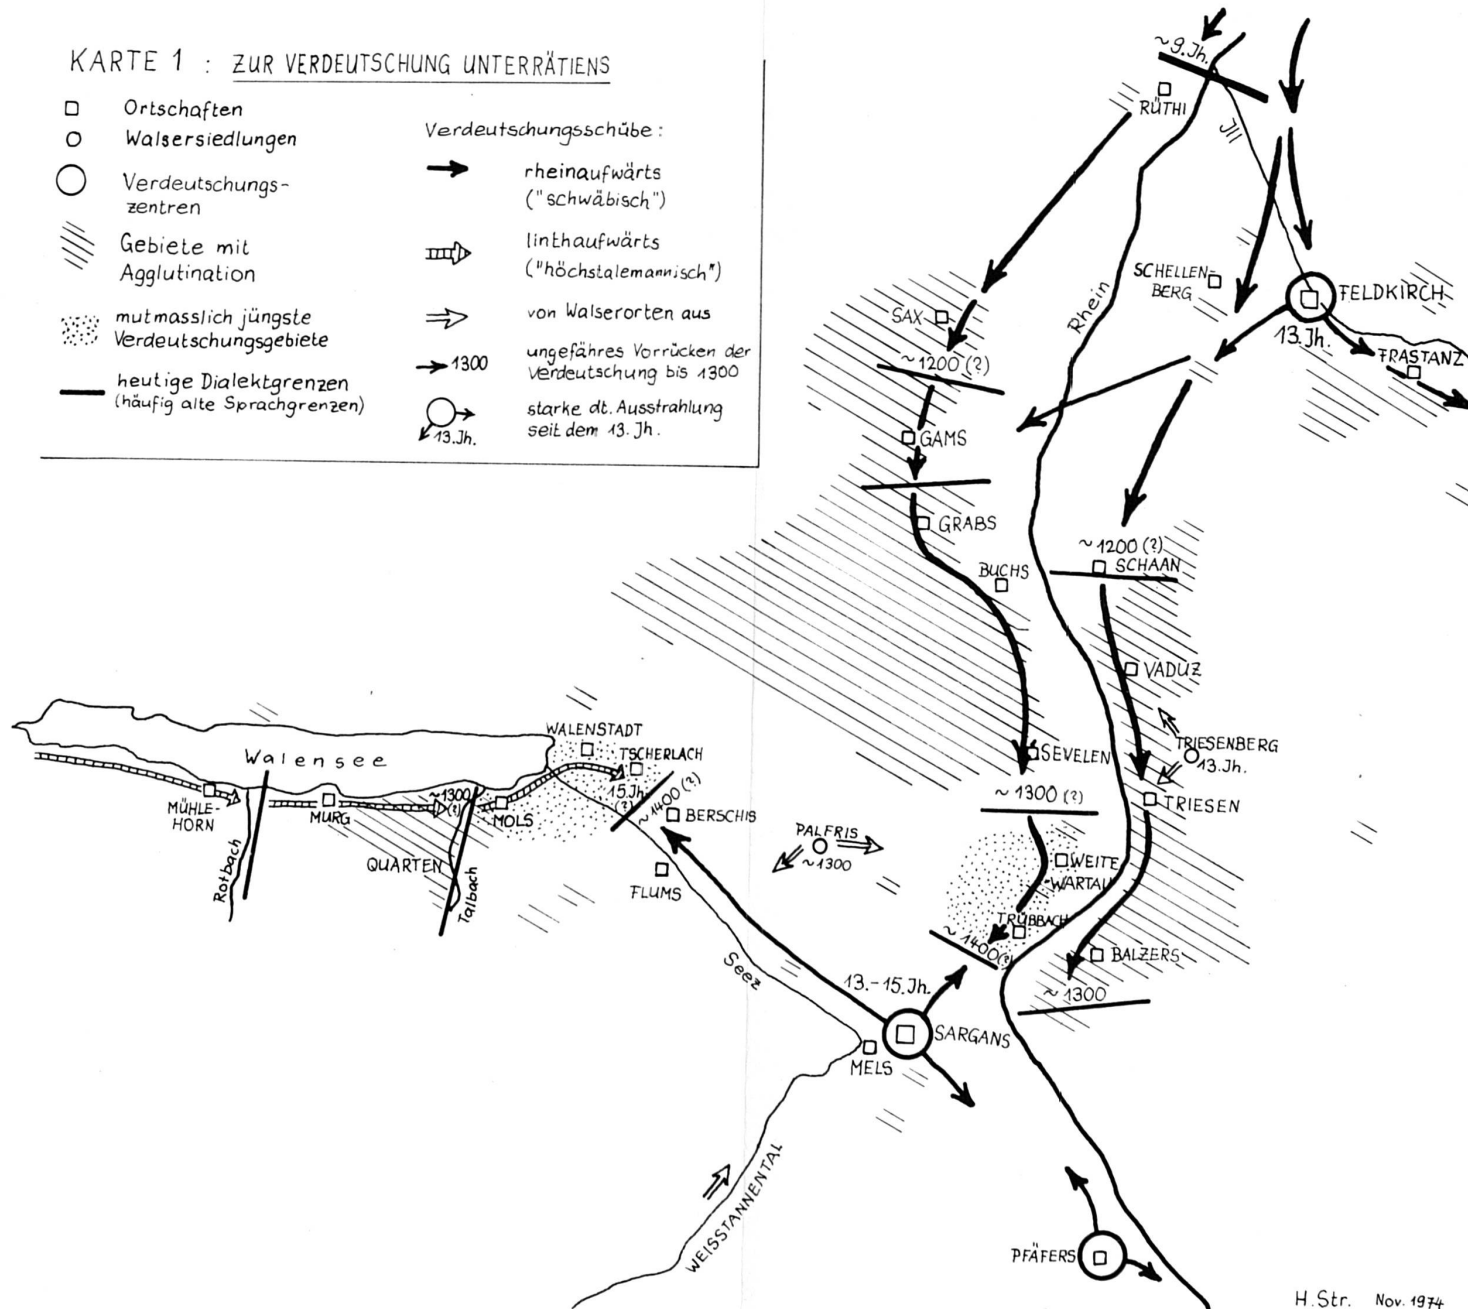 KARTE 1 : ZUR VERDEUTSCHUNG UNTERRÄTIENS
Ortschaften
Walsersiedlungen
Verdeutschungs-
zentren
Gebiete mit
Agglutination
mutmasslich jüngste
Verdeutschungsgebiete
heutige Dialektgrenzen
(häufig alte Sprachgrenzen)
Verdeutschungsschübe :
rheinaufwärts
("schwäbisch")
linthaufwärts
("höchstalemannisch")
von Walserorten aus
1300
ungefähres Vorrücken der
Verdeutschung bis 1300
13. Jh.
starke dt. Ausstrahlung
seit dem 13. Jh.
~ 9. Jh.
RÜTHI
Ill
SCHELLEN-
BERG
FELDKIRCH
13. Jh.
FRASTANZ
Rhein
SAX
~ 1200 (?)
GAMS
GRABS
BUCHS
~ 1200 (?)
SCHAAN
VADUZ
TRIESENBERG
13. Jh.
TRIESEN
SEVELEN
~ 1300 (?)
WEITE
-WARTAU
TRÜBBACH
~ 1400 (?)
BALZERS
~ 1300
Walensee
WALENSTADT
TSCHERLACH
15. Jh.
(?)
~ 1400 (?)
BERSCHIS
MÜHLE-
HORN
MURG
~ 1300
(?)
MOLS
QUARTEN
Rotbach
Talbach
FLUMS
PALFRIS
~ 1300
Seez
13. - 15. Jh.
SARGANS
MELS
WEISSTANNENTAL
PFÄFERS
H. Str. Nov. 1974